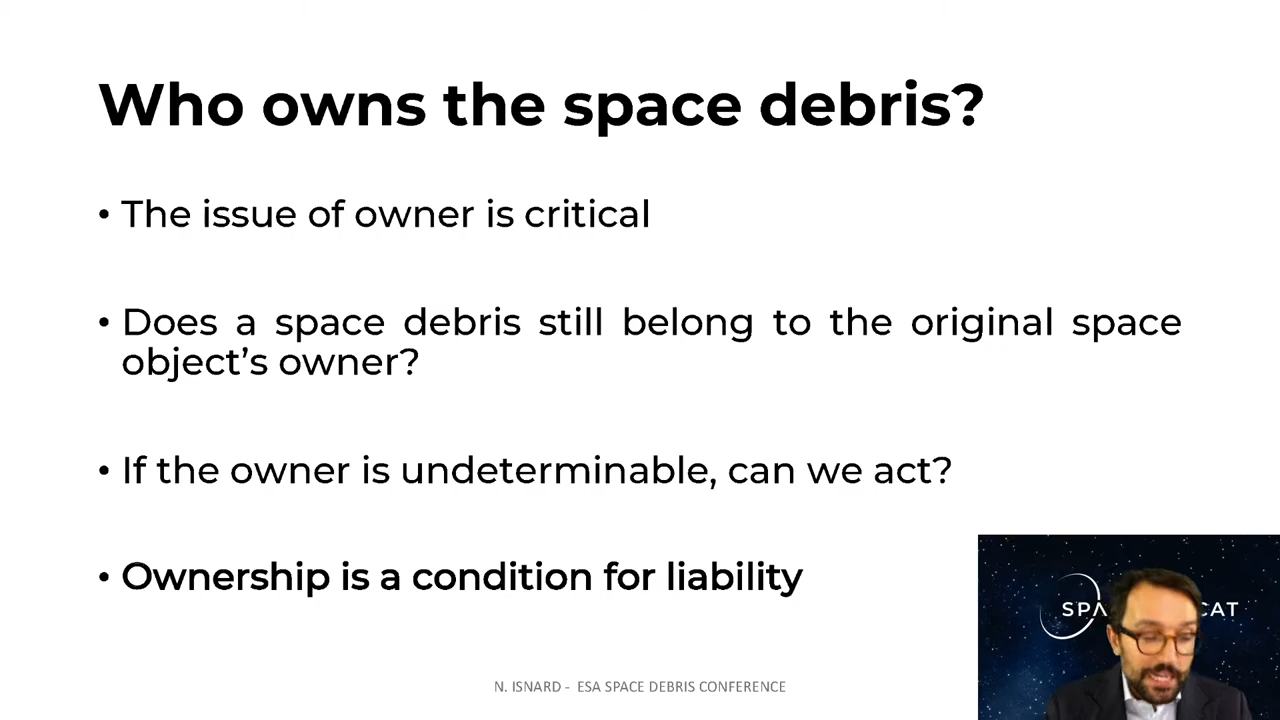 Who owns the space debris?
• The issue of owner is critical
• Does a space debris still belong to the original space
object’s owner?
• If the owner is undeterminable, can we act?
• Ownership is a condition for liability
SPA CAT
N. ISNARD - ESA SPACE DEBRIS CONFERENCE